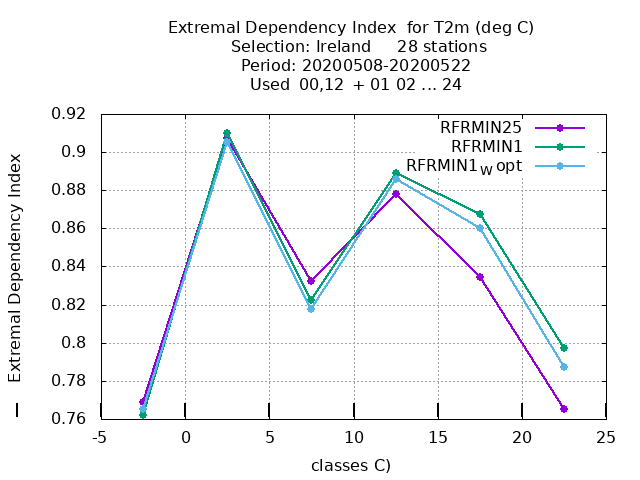 Extremal Dependency Index for T2m (deg C)
Selection: Ireland 28 stations
Period: 20200508-20200522
Used 00,12 + 01 02 ... 24
RFRMIN25
RFRMIN1
RFRMIN1W opt
0.92
0.9
0.88
0.86
0.84
0.82
0.8
0.78
0.76
-5 0 5 10 15 20 25
Extremal Dependency Index
classes C)